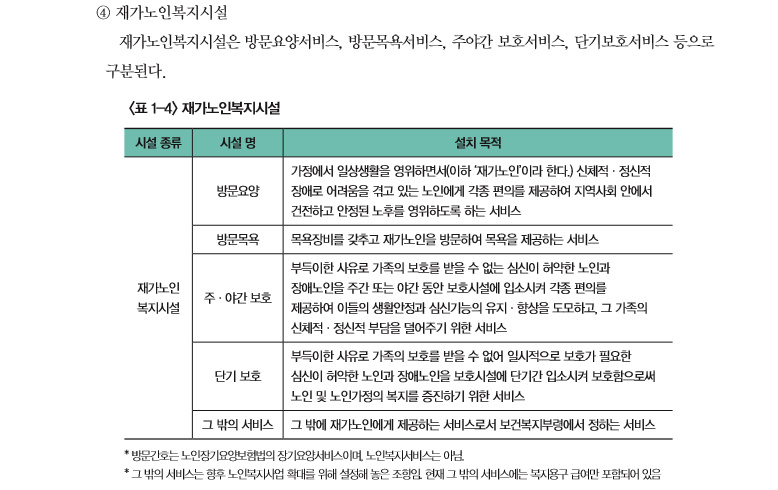 ④ 재가노인복지시설
재가노인복지시설은 방문요양서비스, 방문목욕서비스, 주야간 보호서비스, 단기보호서비스 등으로
구분된다.
〈표 1-4〉 재가노인복지시설
시설 종류 시설 명 설치 목적
재가노인
복지시설
방문요양
가정에서 일상생활을 영위하면서(이하 '재가노인'이라 한다.) 신체적·정신적
장애로 어려움을 겪고 있는 노인에게 각종 편의를 제공하여 지역사회 안에서
건전하고 안정된 노후를 영위하도록 하는 서비스
방문목욕 목욕장비를 갖추고 재가노인을 방문하여 목욕을 제공하는 서비스
주·야간 보호
부득이한 사유로 가족의 보호를 받을 수 없는 심신이 허약한 노인과
장애노인을 주간 또는 야간 동안 보호시설에 입소시켜 각종 편의를
제공하여 이들의 생활안정과 심신기능의 유지·향상을 도모하고, 그 가족의
신체적·정신적 부담을 덜어주기 위한 서비스
단기 보호
부득이한 사유로 가족의 보호를 받을 수 없어 일시적으로 보호가 필요한
심신이 허약한 노인과 장애노인을 보호시설에 단기간 입소시켜 보호함으로써
노인 및 노인가정의 복지를 증진하기 위한 서비스
그 밖의 서비스 그 밖에 재가노인에게 제공하는 서비스로서 보건복지부령에서 정하는 서비스
* 방문간호는 노인장기요양보험법의 장기요양서비스이며, 노인복지서비스는 아님.
* 그 밖의 서비스는 향후 노인복지사업 확대를 위해 설정해 놓은 조항임. 현재 그 밖의 서비스에는 복지용구 급여만 포함되어 있음